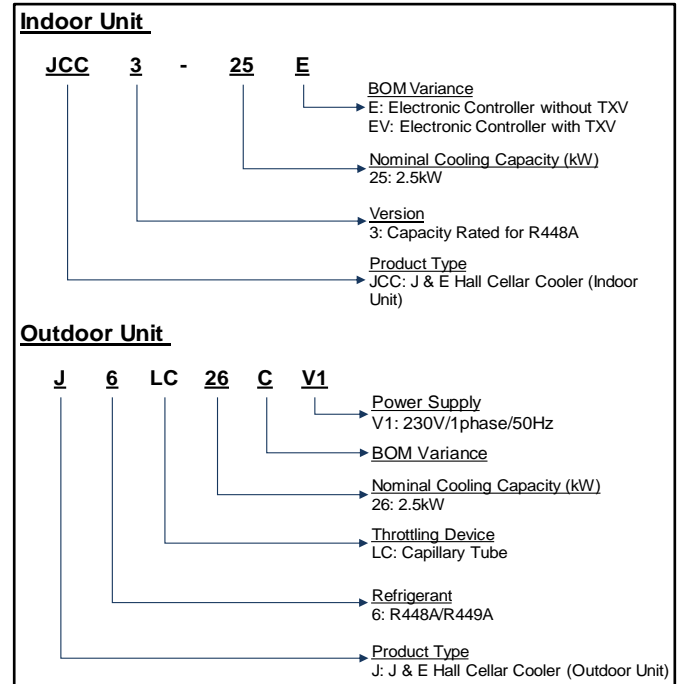 Indoor Unit
JCC 3 - 25 E
BOM Variance
E: Electronic Controller without TXV
EV: Electronic Controller with TXV
Nominal Cooling Capacity (kW)
25: 2.5kW
Version
3: Capacity Rated for R448A
Product Type
JCC: J & E Hall Cellar Cooler (Indoor
Unit)
Outdoor Unit
J 6 LC 26 C V1
Power Supply
V1: 230V/1phase/50Hz
BOM Variance
Nominal Cooling Capacity (kW)
26: 2.5kW
Throttling Device
LC: Capillary Tube
Refrigerant
6: R448A/R449A
Product Type
J: J & E Hall Cellar Cooler (Outdoor Unit)